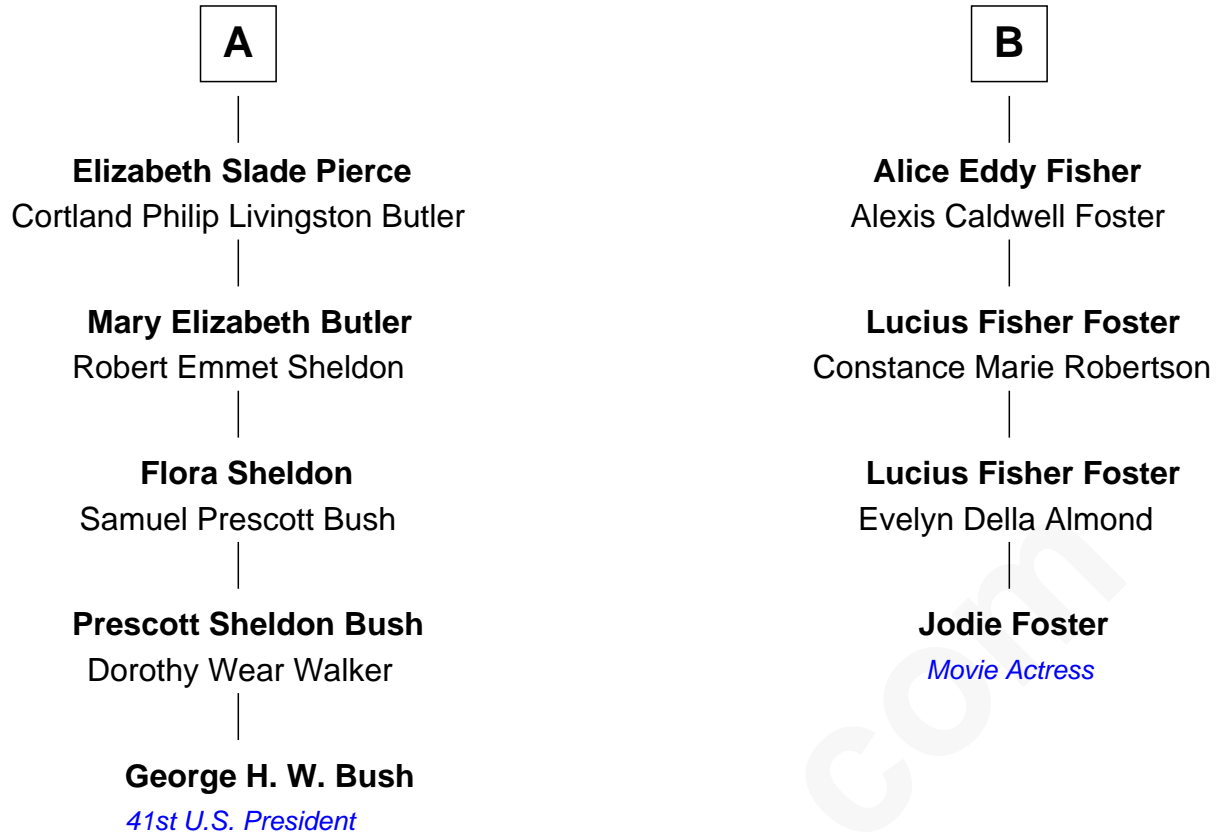 A
Elizabeth Slade Pierce
Cortland Philip Livingston Butler
Mary Elizabeth Butler
Robert Emmet Sheldon
Flora Sheldon
Samuel Prescott Bush
Prescott Sheldon Bush
Dorothy Wear Walker
George H. W. Bush
41st U.S. President
B
Alice Eddy Fisher
Alexis Caldwell Foster
Lucius Fisher Foster
Constance Marie Robertson
Lucius Fisher Foster
Evelyn Della Almond
Jodie Foster
Movie Actress
com